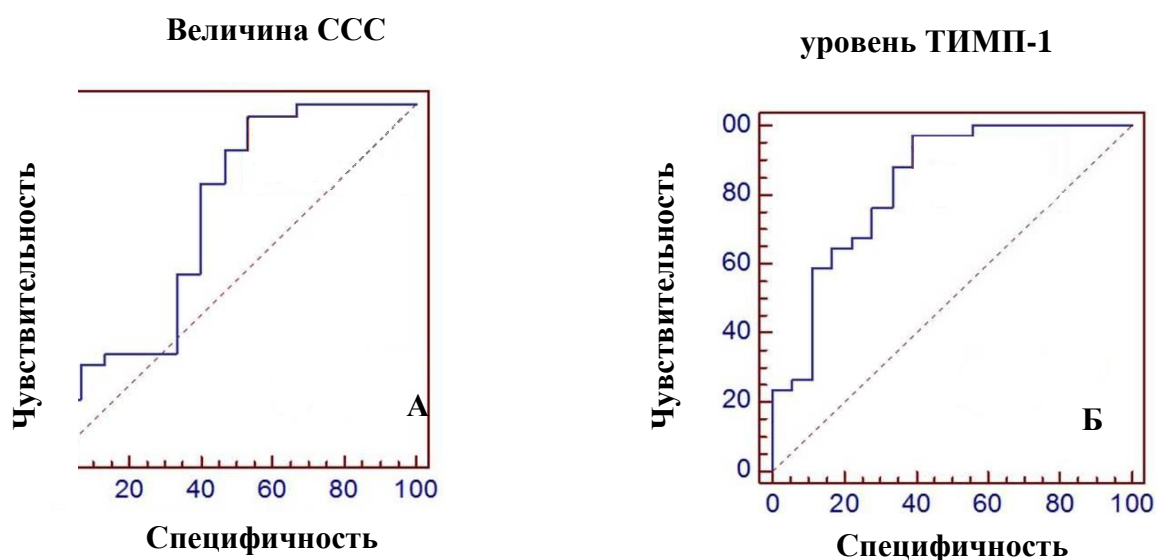 Величина ССС
Чувствительность
А
20 40 60 80 100
Специфичность
уровень ТИМП-1
Чувствительность
00
80
60
40
20
0
Б
0 20 40 60 80 100
Специфичность